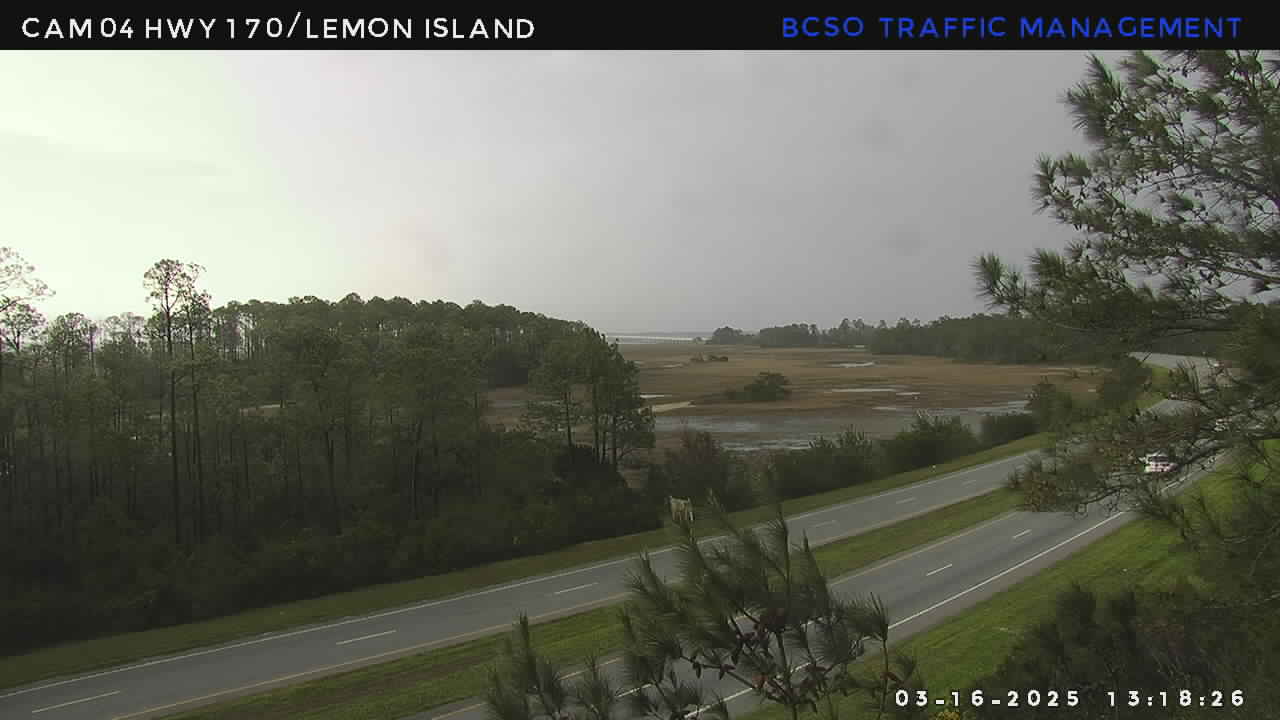 CAM04 HWY 170/LEMON ISLAND
BCSO TRAFFIC MANAGEMENT
03-16-2025 13:18:26